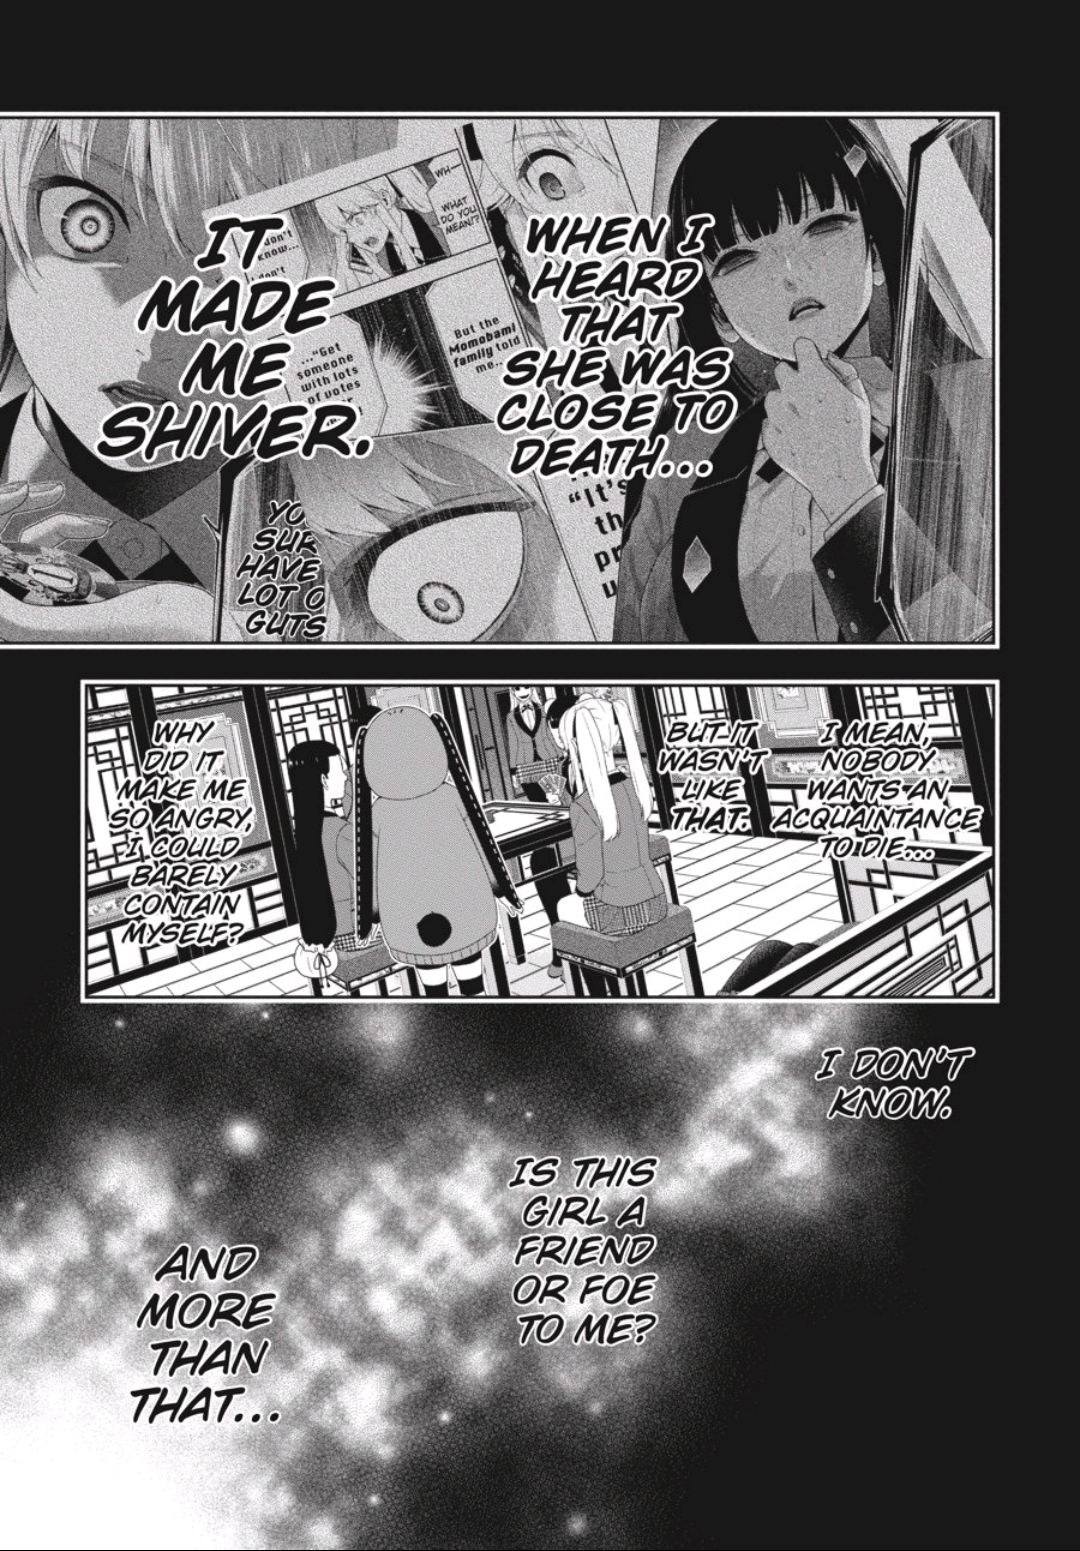 WHEN I
HEARD
THAT
SHE WAS
CLOSE TO
DEATH...
IT
MADE
ME
SHIVER.
WH—
WHAT
DO YOU
MEAN!?
don't
know...
don't
But the
Momobami
family told
me...
..."Get
someone
with lots
of votes
"It's
th
pr
u
YO
SUR
HAVE
LOT O
GUTS
I MEAN,
NOBODY
WANTS AN
ACQUAINTANCE
TO DIE...
BUT IT
WASN'T
LIKE
THAT.
WHY
DID IT
MAKE ME
SO ANGRY,
I COULD
BARELY
CONTAIN
MYSELF?
I DON'T
KNOW.
IS THIS
GIRL A
FRIEND
OR FOE
TO ME?
AND
MORE
THAN
THAT...